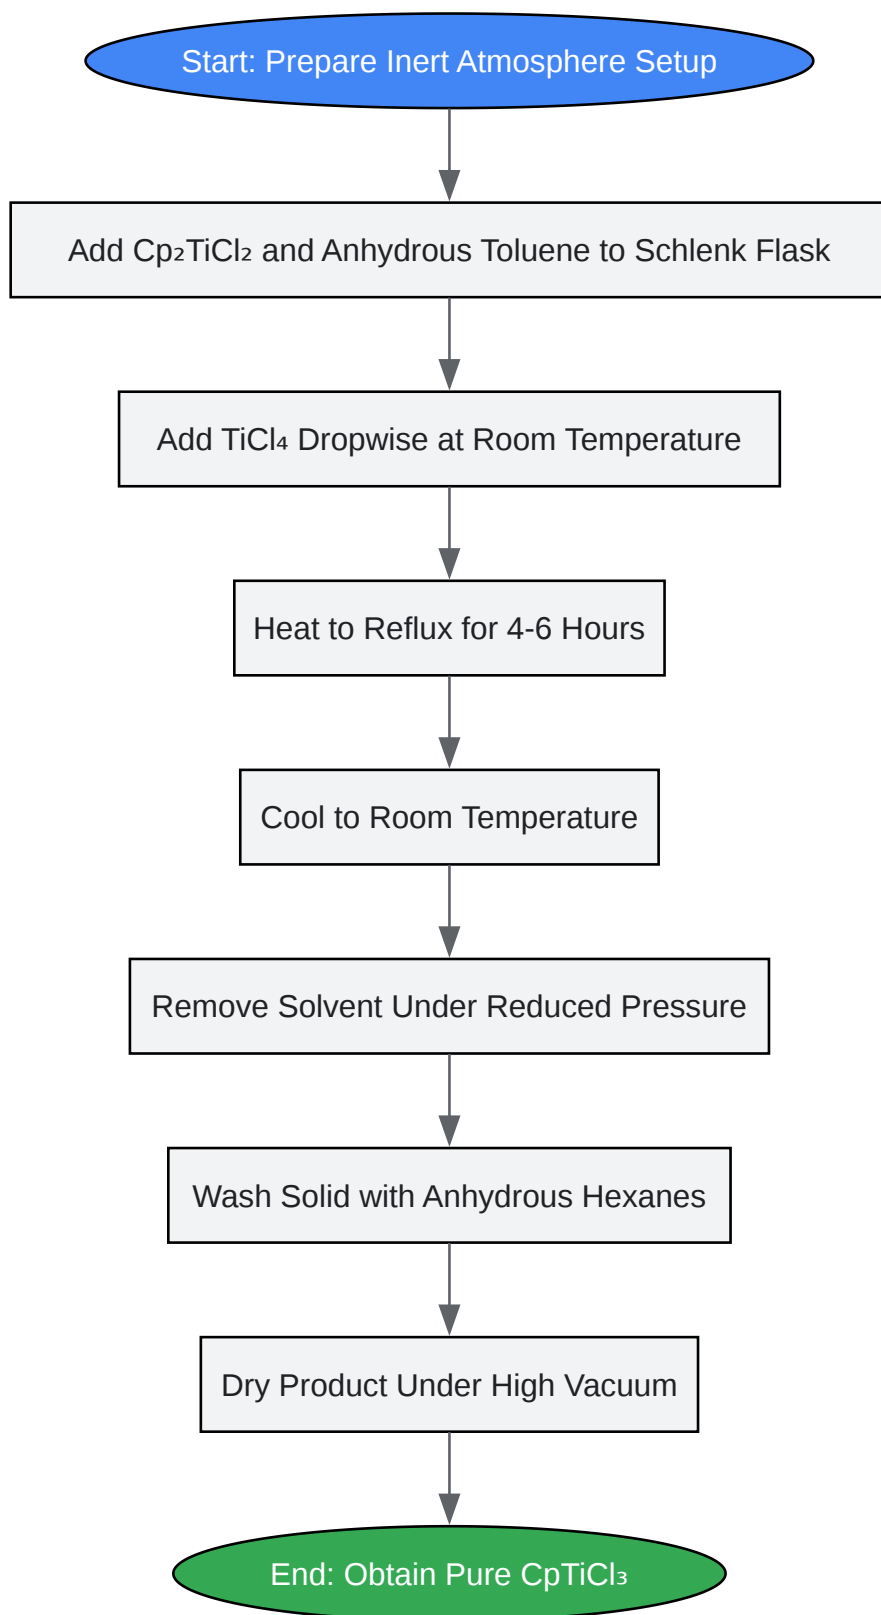 Start: Prepare Inert Atmosphere Setup
Add Cp₂TiCl₂ and Anhydrous Toluene to Schlenk Flask
Add TiCl₄ Dropwise at Room Temperature
Heat to Reflux for 4-6 Hours
Cool to Room Temperature
Remove Solvent Under Reduced Pressure
Wash Solid with Anhydrous Hexanes
Dry Product Under High Vacuum
End: Obtain Pure CpTiCl₃